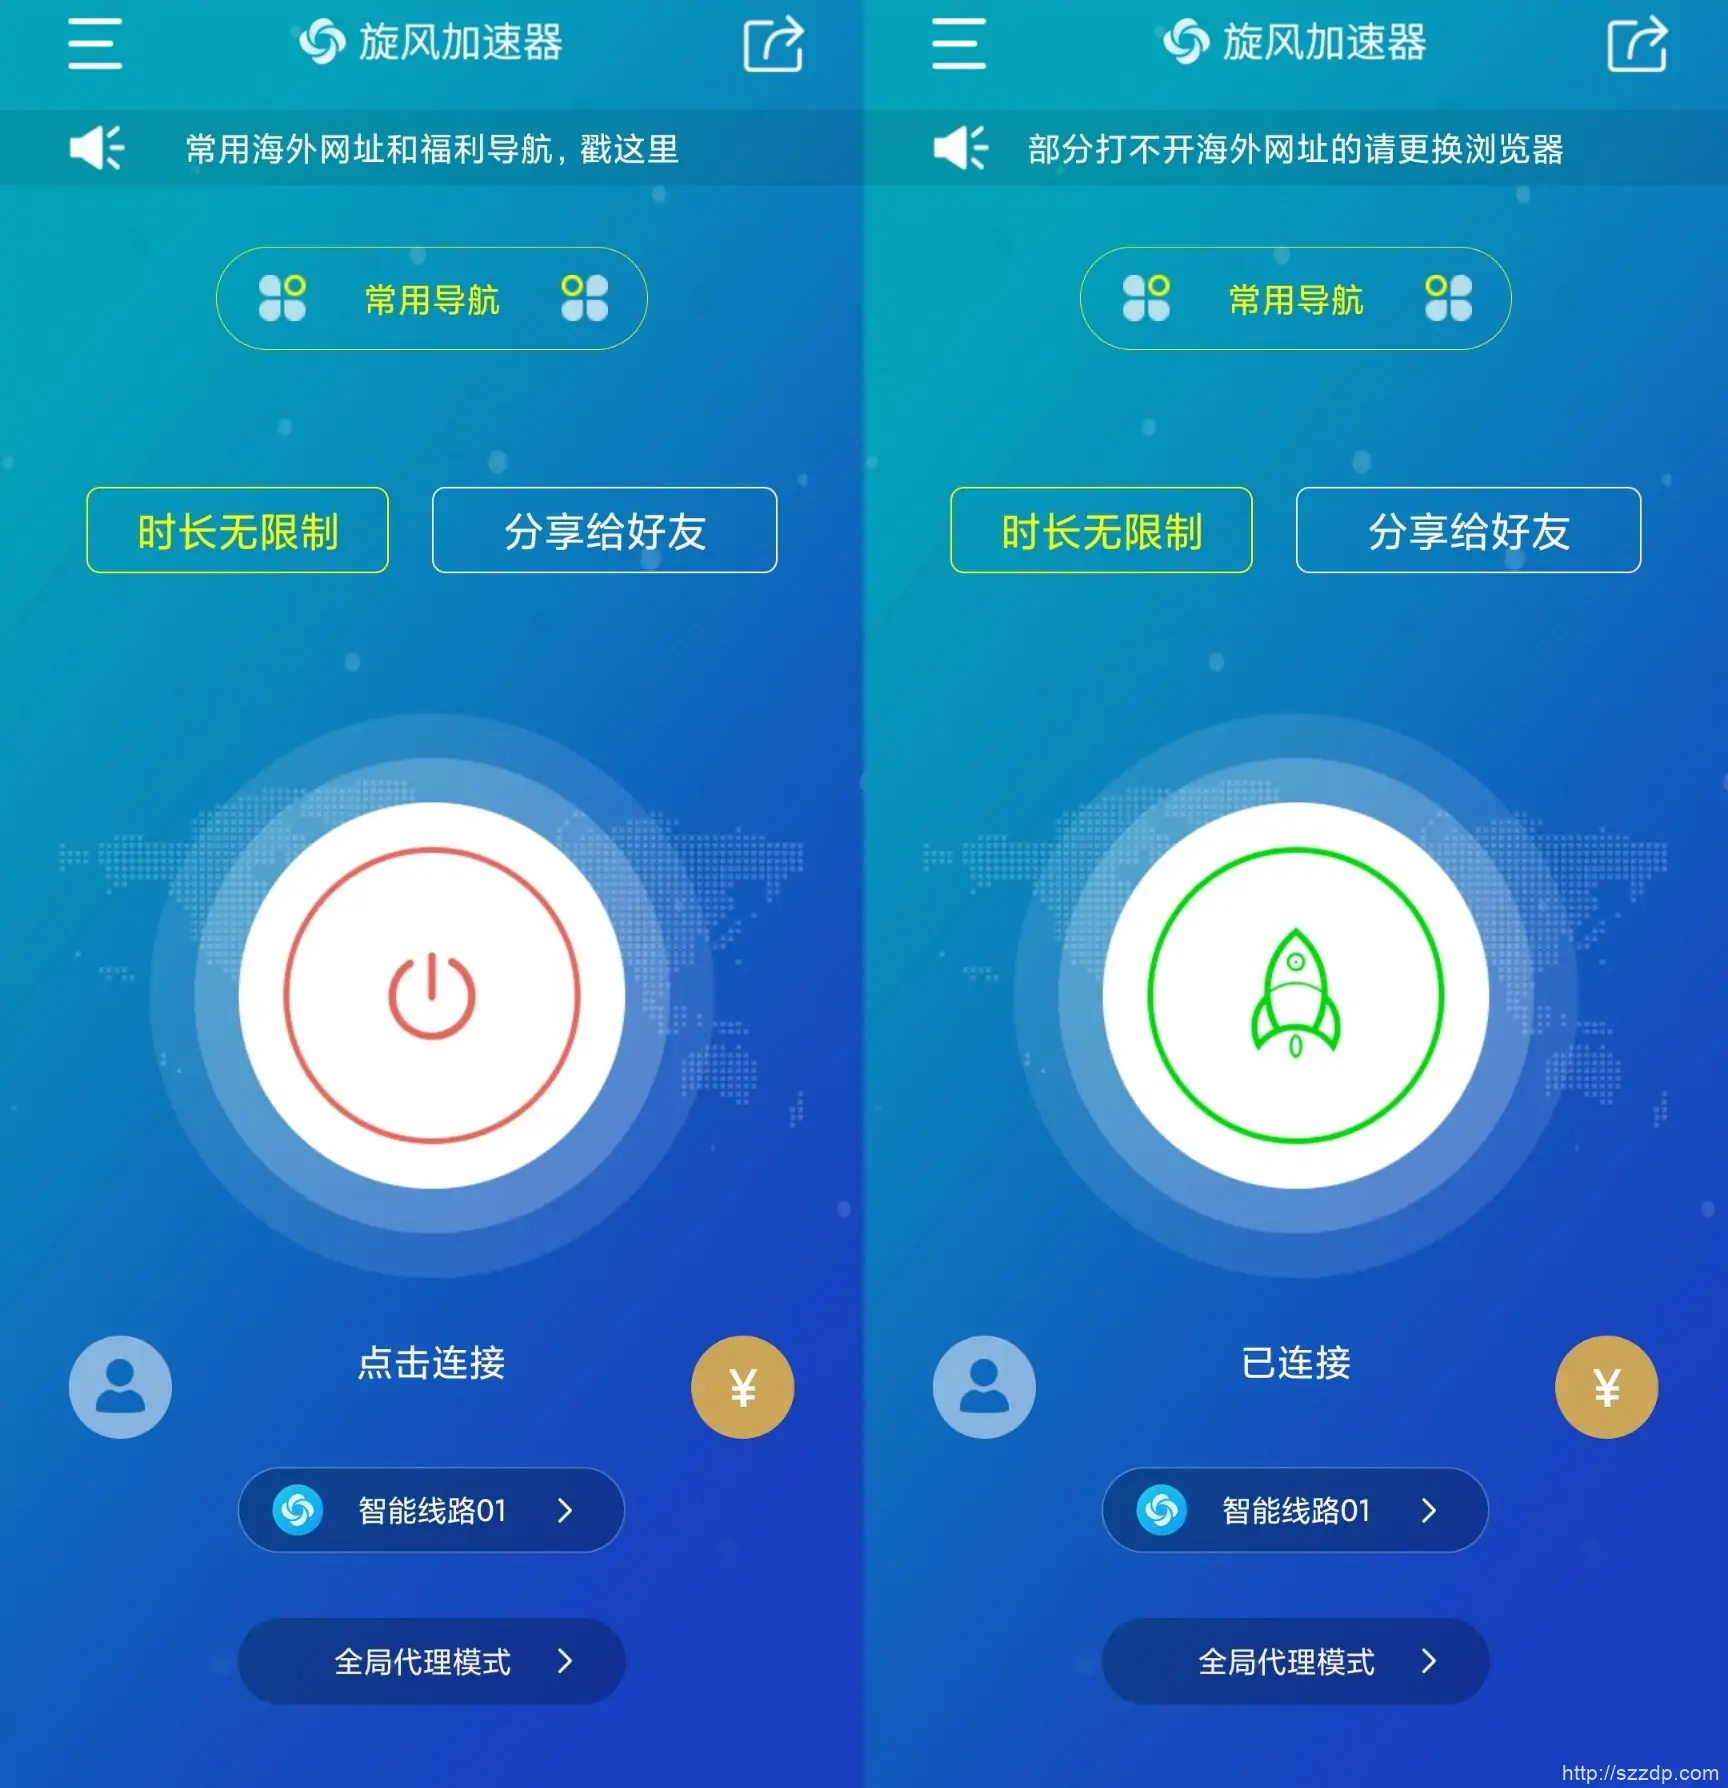 旋风加速器
常用海外网址和福利导航，戳这里
常用导航
时长无限制
分享给好友
点击连接
¥
智能线路01
全局代理模式
旋风加速器
部分打不开海外网址的请更换浏览器
常用导航
时长无限制
分享给好友
已连接
¥
智能线路01
全局代理模式
http://szzdp.com